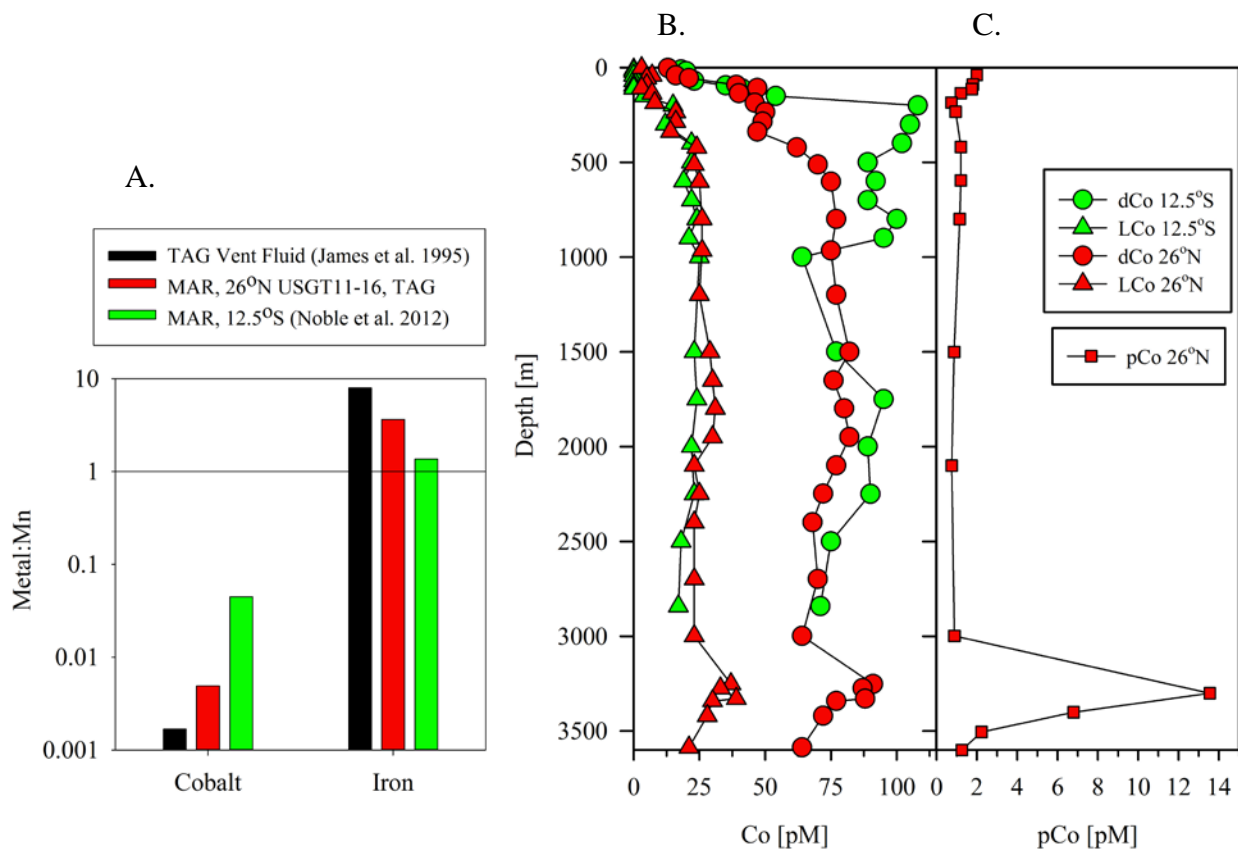 A.
TAG Vent Fluid (James et al. 1995)
MAR, 26°N USGT11-16, TAG
MAR, 12.5°S (Noble et al. 2012)
Metal:Mn
10
1
0.1
0.01
0.001
Cobalt
Iron
B.
Depth [m]
0
500
1000
1500
2000
2500
3000
3500
0 25 50 75 100
Co [pM]
C.
dCo 12.5°S
LCo 12.5°S
dCo 26°N
LCo 26°N
pCo 26°N
0 2 4 6 8 10 12 14
pCo [pM]